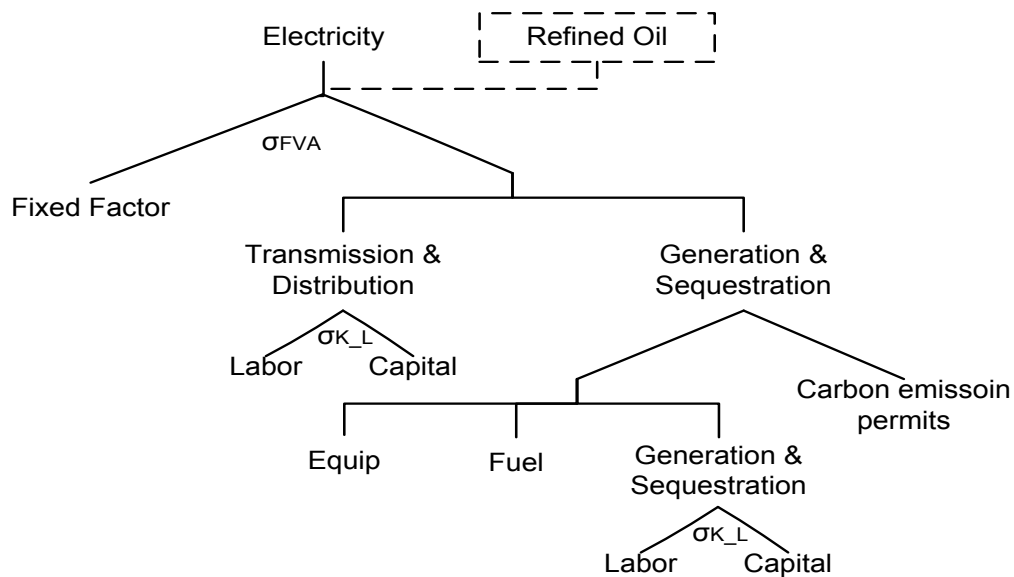 Electricity
Refined Oil
σFVA
Fixed Factor
Transmission &
Distribution
Generation &
Sequestration
σK_L
Labor
Capital
Carbon emissoin
permits
Equip
Fuel
Generation &
Sequestration
σK_L
Labor
Capital